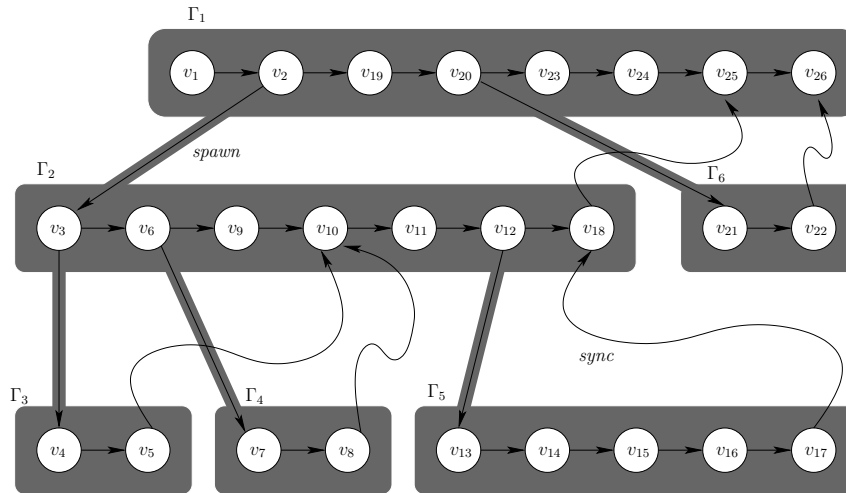 Γ1
v1 v2 v19 v20 v23 v24 v25 v26
spawn
Γ2 Γ6
v3 v6 v9 v10 v11 v12 v18 v21 v22
sync
Γ3 Γ4 Γ5
v4 v5 v7 v8 v13 v14 v15 v16 v17